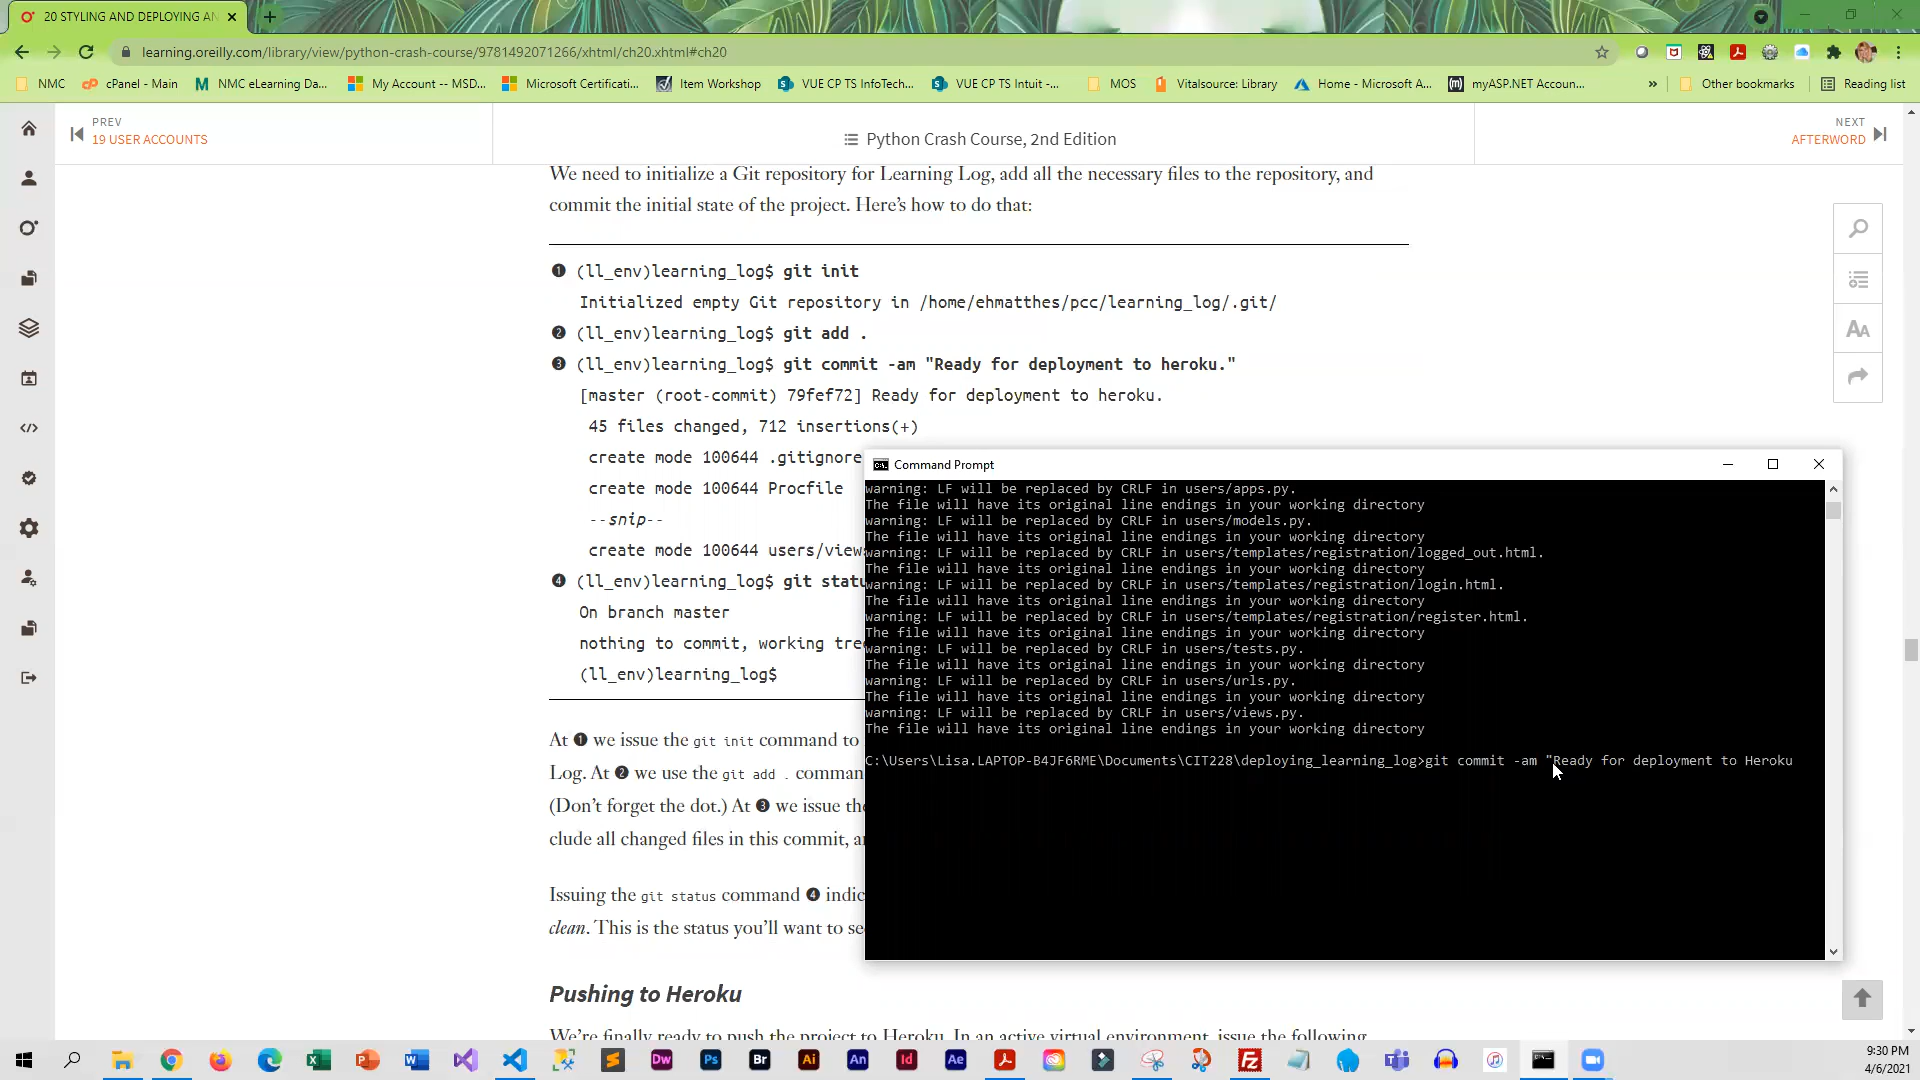 20 STYLING AND DEPLOYING AN
learning.oreilly.com/library/view/python-crash-course/9781492071266/xhtml/ch20.xhtml#ch20
NMC
cPanel - Main
NMC eLearning Da...
My Account -- MSD...
Microsoft Certificati...
Item Workshop
VUE CP TS InfoTech...
VUE CP TS Intuit -...
MOS
Vitalsource: Library
Home - Microsoft A...
myASP.NET Accoun...
»
Other bookmarks
Reading list
PREV
19 USER ACCOUNTS
Python Crash Course, 2nd Edition
NEXT
AFTERWORD
We need to initialize a Git repository for Learning Log, add all the necessary files to the repository, and
commit the initial state of the project. Here's how to do that:
❶ (ll_env)learning_log$ git init
Initialized empty Git repository in /home/ehmatthes/pcc/learning_log/.git/
❷ (ll_env)learning_log$ git add .
❸ (ll_env)learning_log$ git commit -am "Ready for deployment to heroku."
[master (root-commit) 79fef72] Ready for deployment to heroku.
45 files changed, 712 insertions(+)
create mode 100644 .gitignore
create mode 100644 Procfile
--snip--
create mode 100644 users/view
❹ (ll_env)learning_log$ git stat
On branch master
nothing to commit, working tre
(ll_env)learning_log$
At ❶ we issue the git init command to
Log. At ❷ we use the git add . comman
(Don't forget the dot.) At ❸ we issue th
clude all changed files in this commit, a
Issuing the git status command ❹ indic
clean. This is the status you'll want to se
Pushing to Heroku
We're finally ready to push the project to Heroku. In an active virtual environment, issue the following
Command Prompt
warning: LF will be replaced by CRLF in users/apps.py.
The file will have its original line endings in your working directory
warning: LF will be replaced by CRLF in users/models.py.
The file will have its original line endings in your working directory
warning: LF will be replaced by CRLF in users/templates/registration/logged_out.html.
The file will have its original line endings in your working directory
warning: LF will be replaced by CRLF in users/templates/registration/login.html.
The file will have its original line endings in your working directory
warning: LF will be replaced by CRLF in users/templates/registration/register.html.
The file will have its original line endings in your working directory
warning: LF will be replaced by CRLF in users/tests.py.
The file will have its original line endings in your working directory
warning: LF will be replaced by CRLF in users/urls.py.
The file will have its original line endings in your working directory
warning: LF will be replaced by CRLF in users/views.py.
The file will have its original line endings in your working directory
C:\Users\Lisa.LAPTOP-B4JF6RME\Documents\CIT228\deploying_learning_log>git commit -am "Ready for deployment to Heroku
9:30 PM
4/6/2021